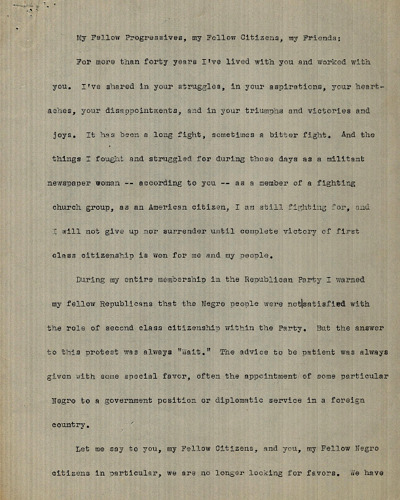 My Fellow Progressives, my Fellow Citizens, my Friends:
For more than forty years I've lived with you and worked with
you. I've shared in your struggles, in your aspirations, your heart-
aches, your disappointments, and in your triumphs and victories and
joys. It has been a long fight, sometimes a bitter fight. And the
things I fought and struggled for during those days as a militant
newspaper woman -- according to you -- as a member of a fighting
church group, as an American citizen, I am still fighting for, and
I will not give up nor surrender until complete victory of first
class citizenship is won for me and my people.
During my entire membership in the Republican Party I warned
my fellow Republicans that the Negro people were not satisfied with
the role of second class citizenship within the Party. But the answer
to this protest was always "Wait." The advice to be patient was always
given with some special favor, often the appointment of some particular
Negro to a government position or diplomatic service in a foreign
country.
Let me say to you, my Fellow Citizens, and you, my Fellow Negro
citizens in particular, we are no longer looking for favors. We have